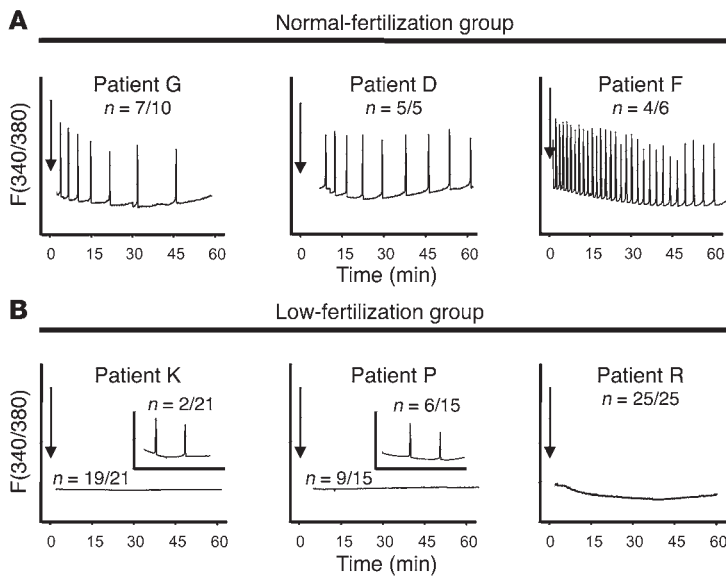 A
Normal-fertilization group
Patient G
n = 7/10
Patient D
n = 5/5
Patient F
n = 4/6
F(340/380)
0 15 30 45 60
0 15 30 45 60
0 15 30 45 60
Time (min)
B
Low-fertilization group
Patient K
n = 2/21
n = 19/21
Patient P
n = 6/15
n = 9/15
Patient R
n = 25/25
F(340/380)
0 15 30 45 60
0 15 30 45 60
0 15 30 45 60
Time (min)